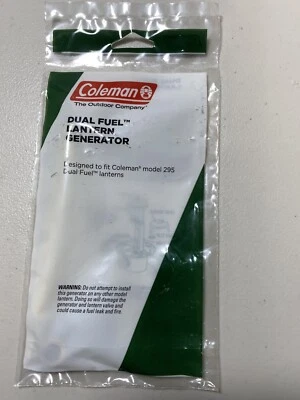 Coleman
The Outdoor Company™
DUAL FUEL™
LANTERN
GENERATOR
Designed to fit Coleman® model 295
Dual Fuel™ lanterns
WARNING: Do not attempt to install
this generator on any other model
lantern. Doing so will damage the
generator and lantern valve and
could cause a fuel leak and fire.